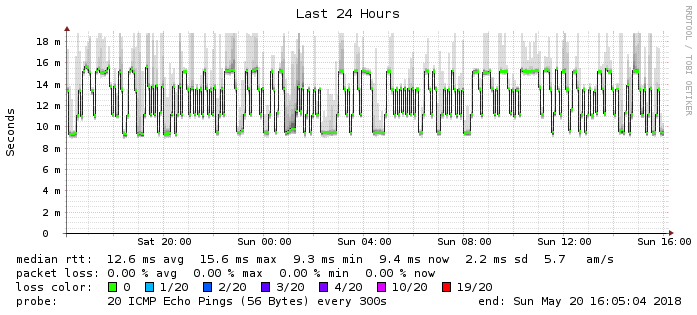 Last 24 Hours
RRDTOOL / TOBI OETIKER
Seconds
18 m
16 m
14 m
12 m
10 m
8 m
6 m
4 m
2 m
0
Sat 20:00 Sun 00:00 Sun 04:00 Sun 08:00 Sun 12:00 Sun 16:00
median rtt: 12.6 ms avg 15.6 ms max 9.3 ms min 9.4 ms now 2.2 ms sd 5.7 am/s
packet loss: 0.00 % avg 0.00 % max 0.00 % min 0.00 % now
loss color: 0 1/20 2/20 3/20 4/20 10/20 19/20
probe: 20 ICMP Echo Pings (56 Bytes) every 300s end: Sun May 20 16:05:04 2018